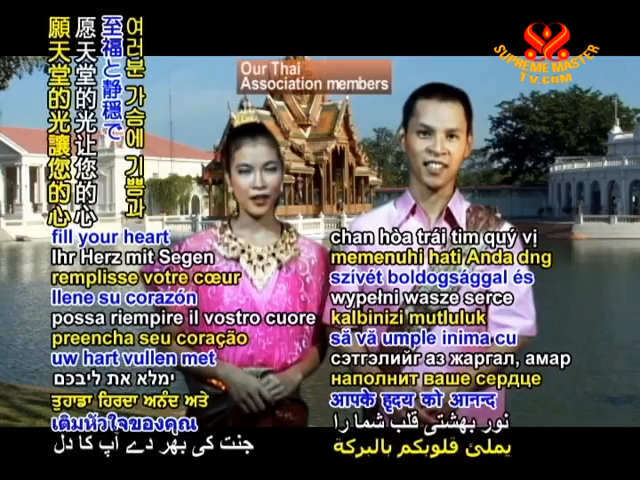 SUPREME MASTER
TV.COM
Our Thai
Association members
願天堂的光讓您的心
愿天堂的光让您的心
至福と静穏で
여러분 가슴에 기쁨과
fill your heart
Ihr Herz mit Segen
remplisse votre cœur
llene su corazón
possa riempire il vostro cuore
preencha seu coração
uw hart vullen met
ימלא את ליבכם
ਤੁਹਾਡਾ ਹਿਰਦਾ ਅਨੰਦ ਅਤੇ
เติมหัวใจของคุณ
جنت کی بھر دے آپ کا دل
chan hòa trái tim quý vị
memenuhi hati Anda dng
szívét boldogsággal és
wypełni wasze serce
kalbinizi mutluluk
să vă umple inima cu
сэтгэлийг аз жаргал, амар
наполнит ваше сердце
आपके हृदय को आनन्द
نور بهشتی قلب شما را
يملئ قلوبكم بالبركة